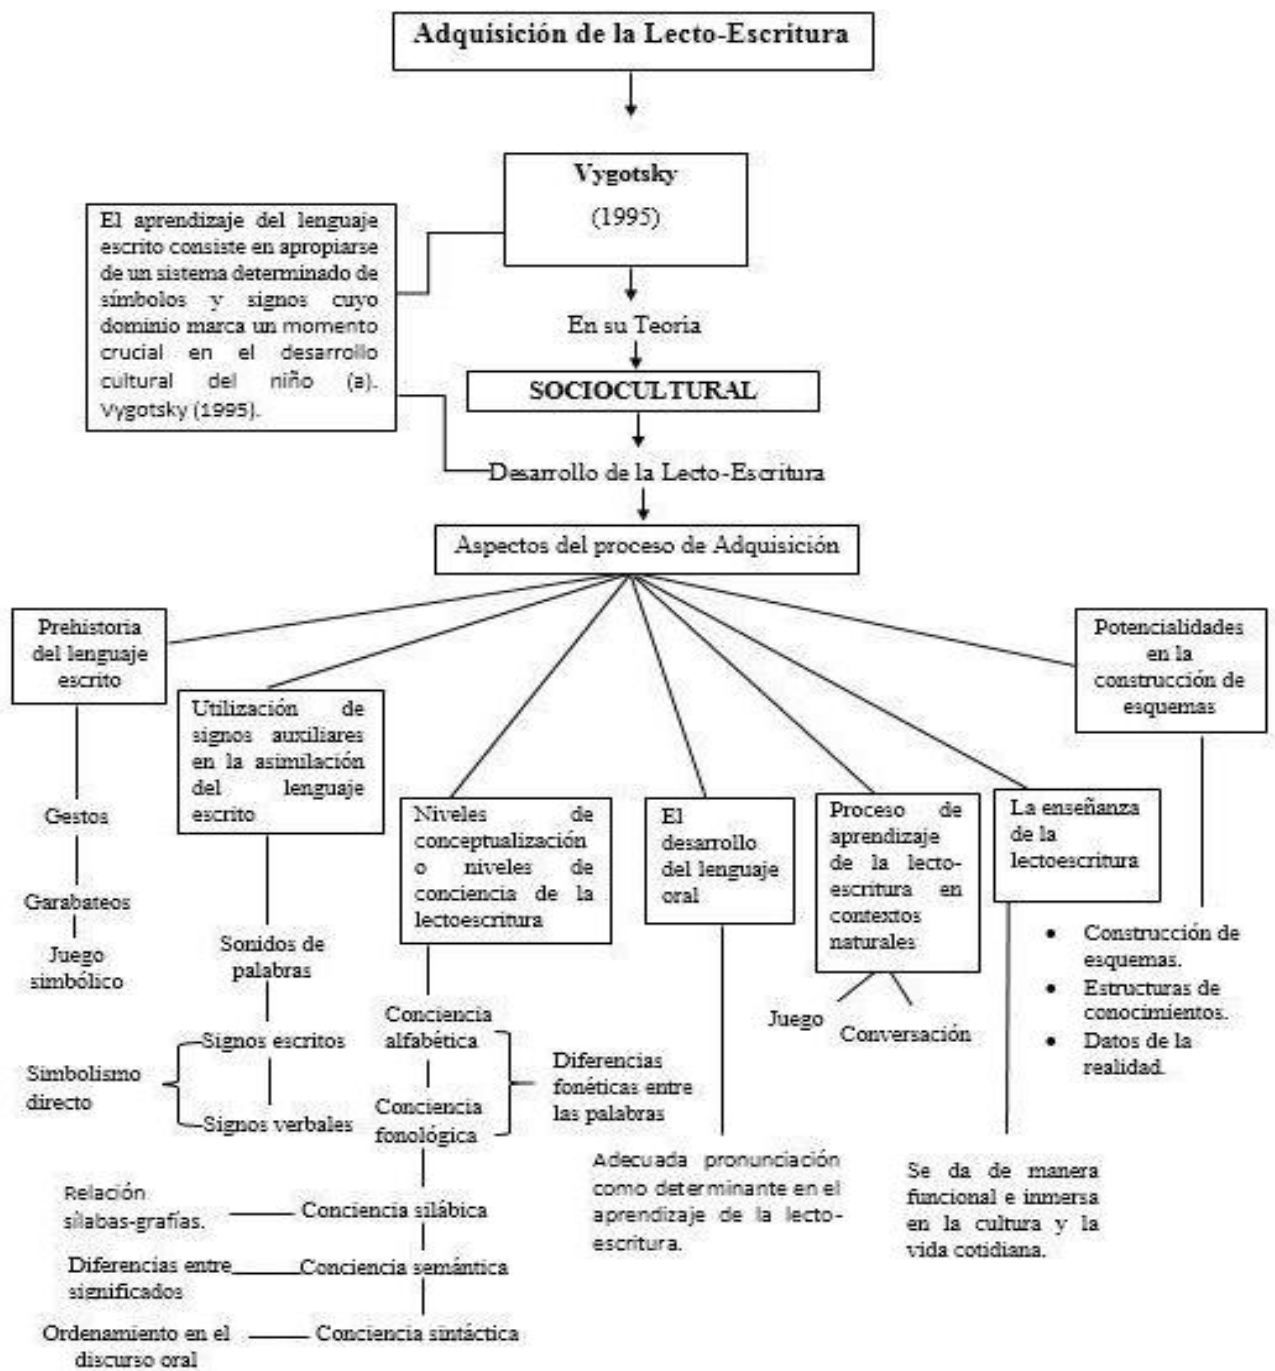 Adquisición de la Lecto-Escritura
Vygotsky
(1995)
El aprendizaje del lenguaje
escrito consiste en apropiarse
de un sistema determinado de
símbolos y signos cuyo
dominio marca un momento
crucial en el desarrollo
cultural del niño (a).
Vygotsky (1995).
En su Teoría
SOCIOCULTURAL
Desarrollo de la Lecto-Escritura
Aspectos del proceso de Adquisición
Prehistoria
del lenguaje
escrito
Gestos
Garabateos
Juego
simbólico
Utilización de
signos auxiliares
en la asimilación
del lenguaje
escrito
Sonidos de
palabras
Signos escritos
Simbolismo
directo
Signos verbales
Niveles de
conceptualización
o niveles de
conciencia de la
lectoescritura
Conciencia
alfabética
Conciencia
fonológica
Diferencias
fonéticas entre
las palabras
Relación
sílabas-grafías.
Conciencia silábica
Diferencias entre
significados
Conciencia semántica
Ordenamiento en el
discurso oral
Conciencia sintáctica
El
desarrollo
del lenguaje
oral
Adecuada pronunciación
como determinante en el
aprendizaje de la lecto-
escritura.
Proceso de
aprendizaje
de la lecto-
escritura en
contextos
naturales
Juego
Conversación
La enseñanza
de la
lectoescritura
Se da de manera
funcional e inmersa
en la cultura y la
vida cotidiana.
Potencialidades
en la
construcción de
esquemas
• Construcción de
esquemas.
• Estructuras de
conocimientos.
• Datos de la
realidad.